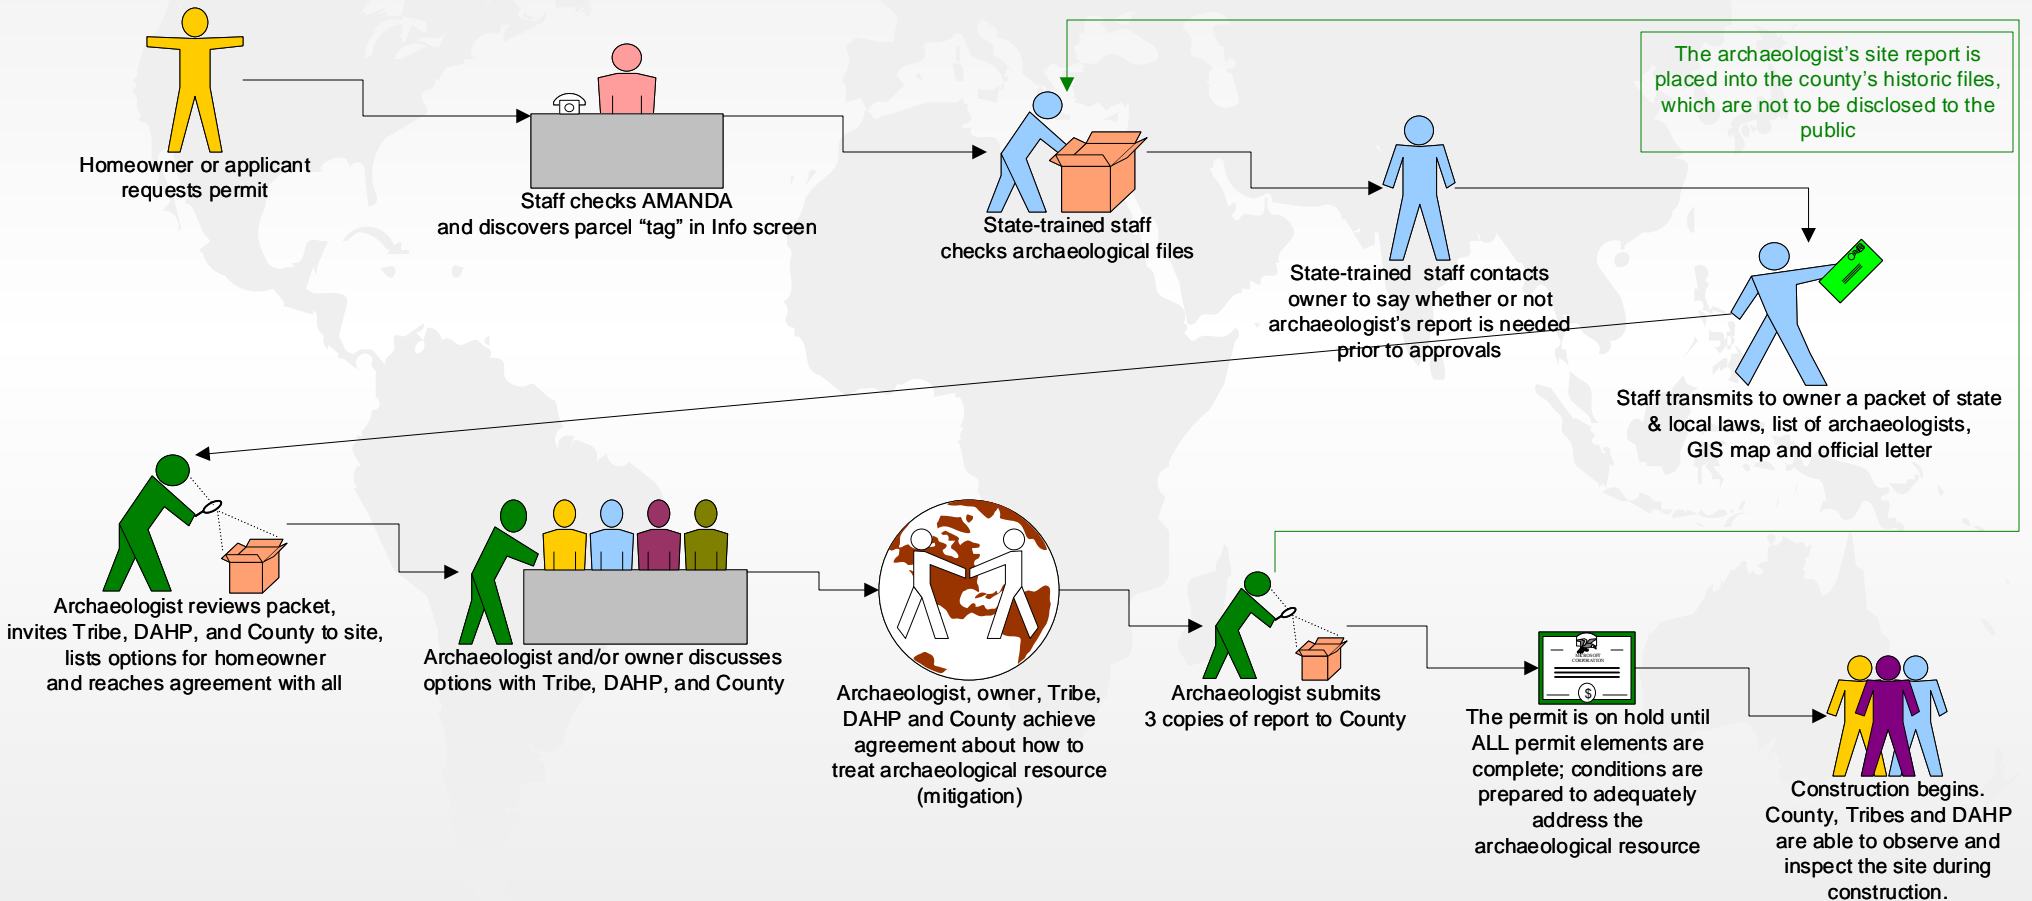 Homeowner or applicant
requests permit
Staff checks AMANDA
and discovers parcel “tag” in Info screen
State-trained staff
checks archaeological files
State-trained  staff contacts
owner to say whether or not
archaeologist’s report is needed
prior to approvals
The archaeologist’s site report is
placed into the county’s historic files,
which are not to be disclosed to the
public
Staff transmits to owner a packet of state
& local laws, list of archaeologists,
GIS map and official letter
Archaeologist reviews packet,
invites Tribe, DAHP, and County to site,
lists options for homeowner
and reaches agreement with all
Archaeologist and/or owner discusses
options with Tribe, DAHP, and County
Archaeologist, owner, Tribe,
DAHP and County achieve
agreement about how to
treat archaeological resource
(mitigation)
Archaeologist submits
3 copies of report to County
MICROSOFT
CORPORATION
$
The permit is on hold until
ALL permit elements are
complete; conditions are
prepared to adequately
address the
archaeological resource
Construction begins.
County, Tribes and DAHP
are able to observe and
inspect the site during
construction.